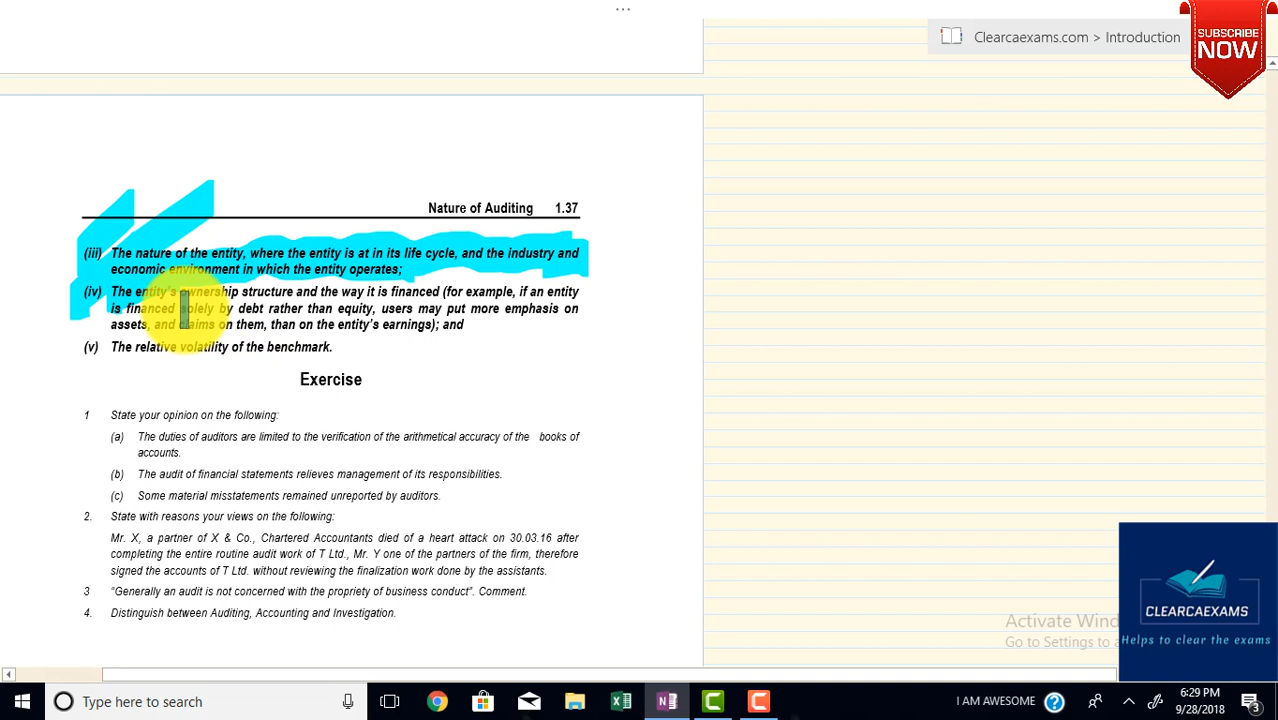 ...
Clearcaexams.com > Introduction
SUBSCRIBE
NOW
Nature of Auditing 1.37
(iii) The nature of the entity, where the entity is at in its life cycle, and the industry and
economic environment in which the entity operates;
(iv) The entity's ownership structure and the way it is financed (for example, if an entity
is financed solely by debt rather than equity, users may put more emphasis on
assets, and claims on them, than on the entity's earnings); and
(v) The relative volatility of the benchmark.
Exercise
1 State your opinion on the following:
(a) The duties of auditors are limited to the verification of the arithmetical accuracy of the books of
accounts.
(b) The audit of financial statements relieves management of its responsibilities.
(c) Some material misstatements remained unreported by auditors.
2. State with reasons your views on the following:
Mr. X, a partner of X & Co., Chartered Accountants died of a heart attack on 30.03.16 after
completing the entire routine audit work of T Ltd., Mr. Y one of the partners of the firm, therefore
signed the accounts of T Ltd. without reviewing the finalization work done by the assistants.
3 "Generally an audit is not concerned with the propriety of business conduct". Comment.
4. Distinguish between Auditing, Accounting and Investigation.
CLEARCAEXAMS
Helps to clear the exams
Activate Wind
Go to Settings to a
Type here to search
I AM AWESOME
6:29 PM
9/28/2018
3